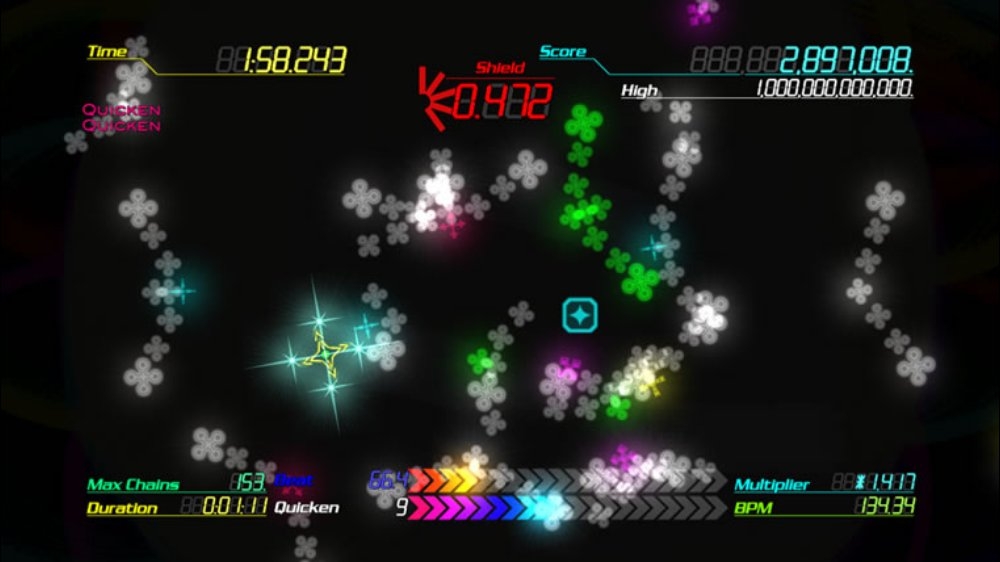 Time 1:58.243
Shield
0.472
Score 2,897,008.
High 1,000,000,000,000.
QUICKEN
QUICKEN
Max Chains 153.
Beat 66.4
Multiplier *1,417
Duration 0:01:11
Quicken 9
BPM 134.34